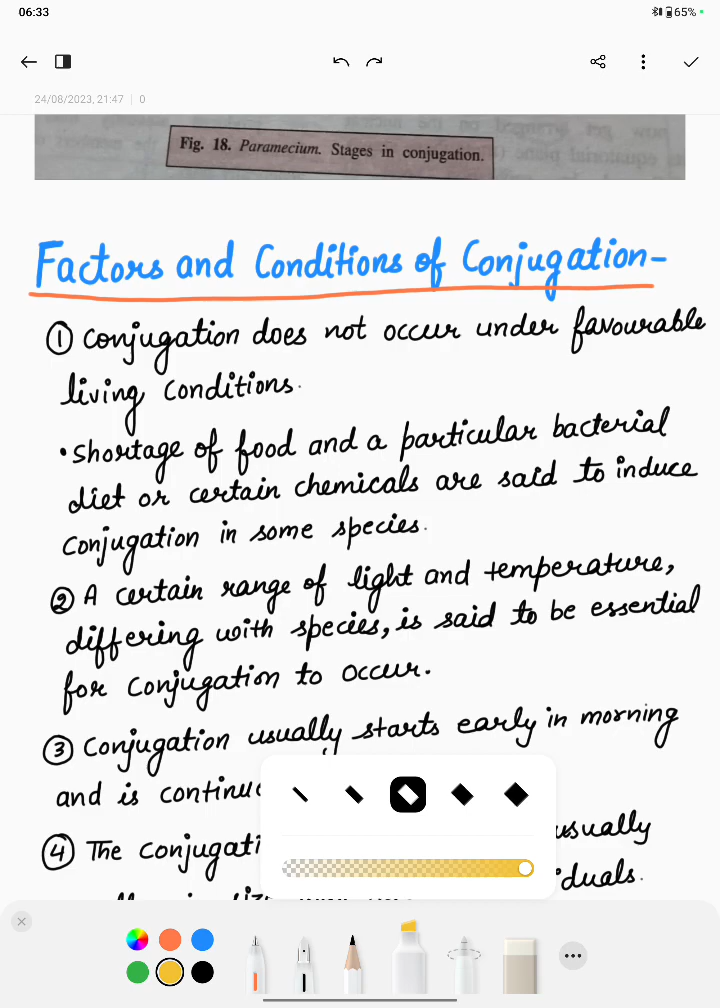 06:33
65%
24/08/2023, 21:47 | 0
Fig. 18. Paramecium. Stages in conjugation.
Factors and Conditions of Conjugation-
① Conjugation does not occur under favourable
living conditions.
• Shortage of food and a particular bacterial
diet or certain chemicals are said to induce
conjugation in some species.
② A certain range of light and temperature,
differing with species, is said to be essential
for conjugation to occur.
③ Conjugation usually starts early in morning
and is continu
④ The conjugati usually
duals.